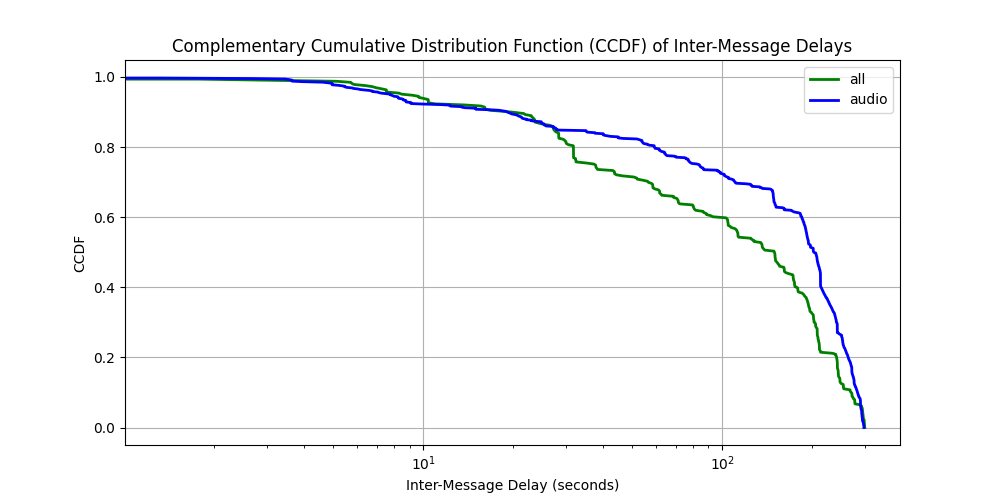 Complementary Cumulative Distribution Function (CCDF) of Inter-Message Delays
all
audio
CCDF
1.0
0.8
0.6
0.4
0.2
0.0
10¹
10²
Inter-Message Delay (seconds)